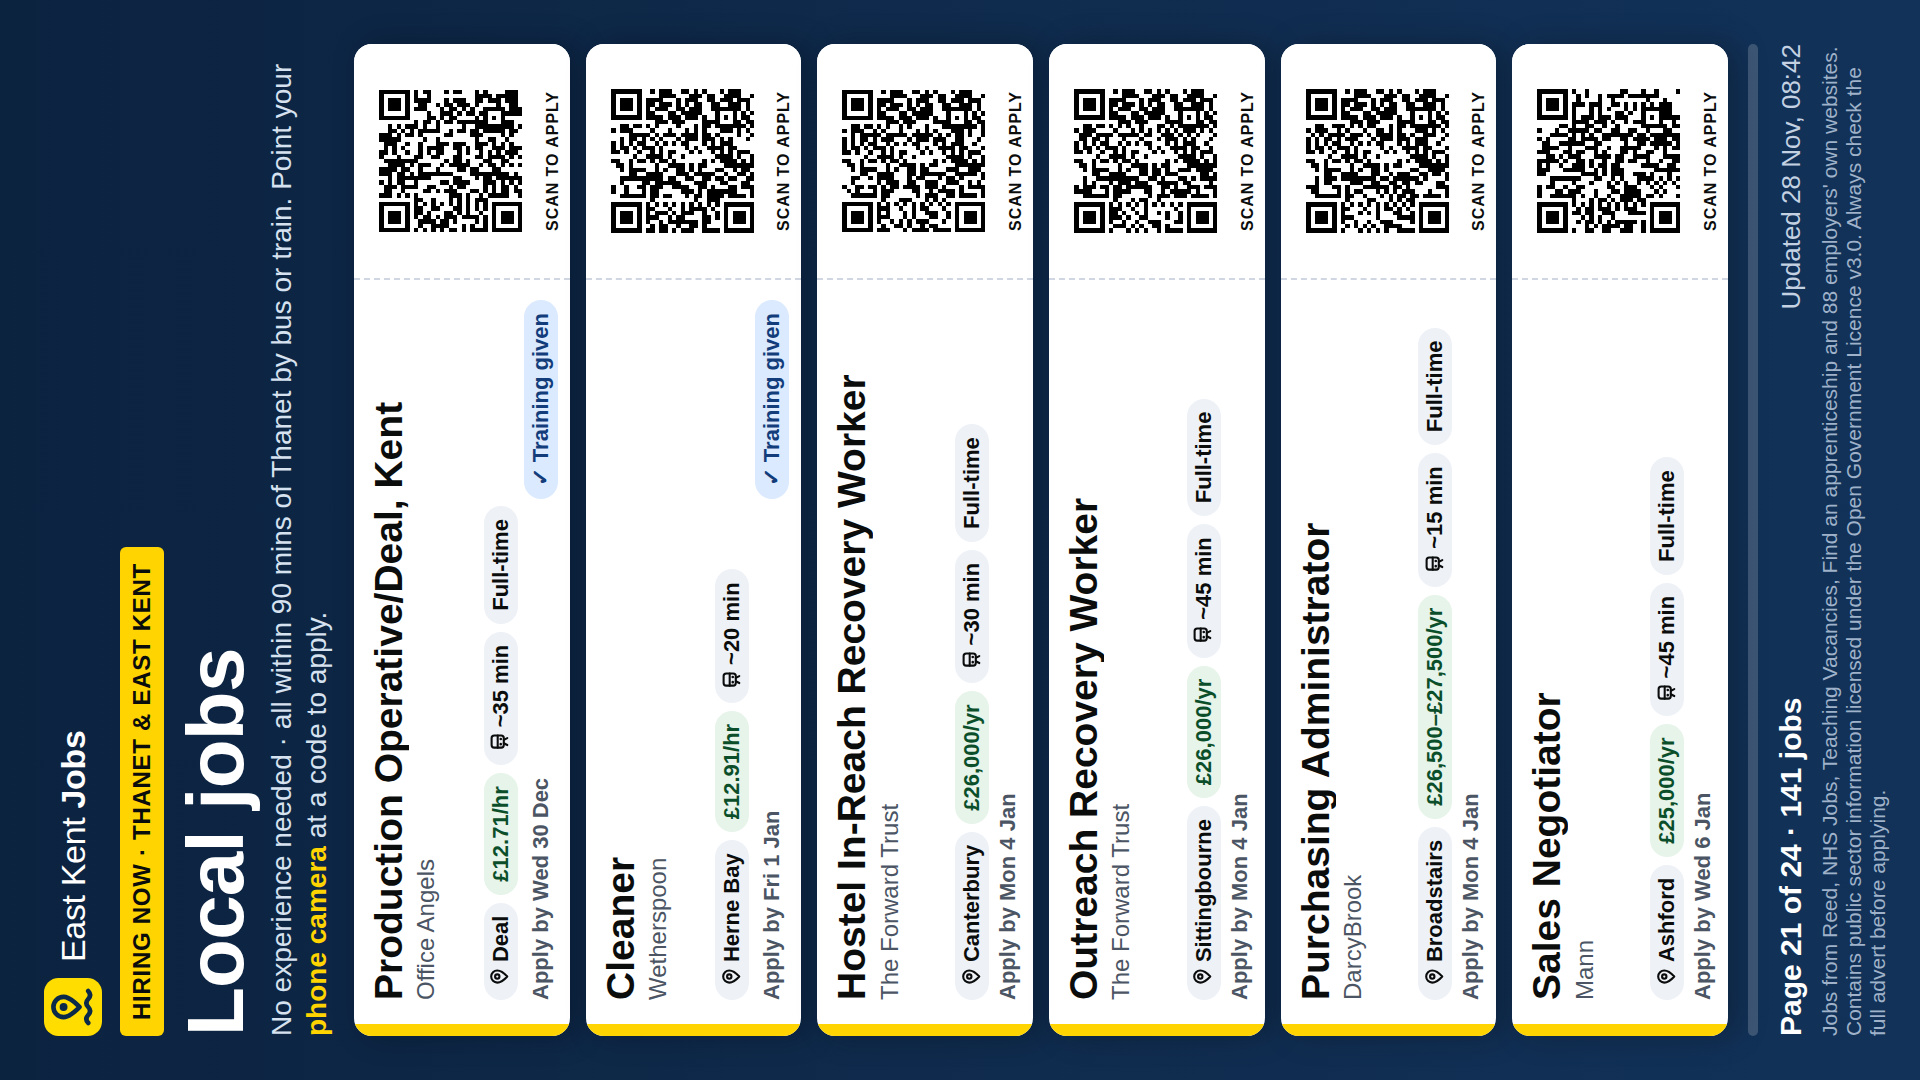 East Kent Jobs
HIRING NOW · THANET & EAST KENT
Local jobs
No experience needed · all within 90 mins of Thanet by bus or train. Point your
phone camera at a code to apply.
Production Operative/Deal, Kent
Office Angels
Deal £12.71/hr ~35 min Full-time
Apply by Wed 30 Dec ✓ Training given
SCAN TO APPLY
Cleaner
Wetherspoon
Herne Bay £12.91/hr ~20 min
Apply by Fri 1 Jan ✓ Training given
SCAN TO APPLY
Hostel In-Reach Recovery Worker
The Forward Trust
Canterbury £26,000/yr ~30 min Full-time
Apply by Mon 4 Jan
SCAN TO APPLY
Outreach Recovery Worker
The Forward Trust
Sittingbourne £26,000/yr ~45 min Full-time
Apply by Mon 4 Jan
SCAN TO APPLY
Purchasing Administrator
DarcyBrook
Broadstairs £26,500–£27,500/yr ~15 min Full-time
Apply by Mon 4 Jan
SCAN TO APPLY
Sales Negotiator
Mann
Ashford £25,000/yr ~45 min Full-time
Apply by Wed 6 Jan
SCAN TO APPLY
Page 21 of 24 · 141 jobs Updated 28 Nov, 08:42
Jobs from Reed, NHS Jobs, Teaching Vacancies, Find an apprenticeship and 88 employers' own websites.
Contains public sector information licensed under the Open Government Licence v3.0. Always check the
full advert before applying.